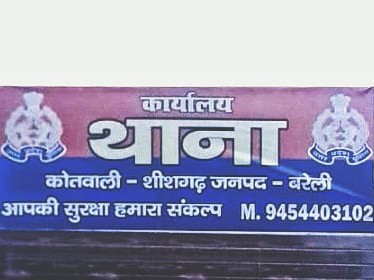 कार्यालय
थाना
कोतवाली - शीशगढ़ जनपद - बरेली
आपकी सुरक्षा हमारा संकल्प M. 9454403102